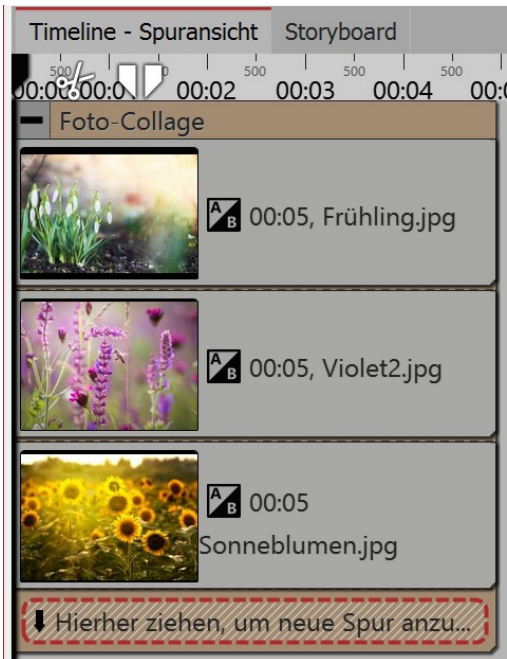 Timeline - Spuransicht Storyboard
500 500 500 500
00:02 00:03 00:04
Foto-Collage
A B 00:05, Frühling.jpg
A B 00:05, Violet2.jpg
A B 00:05
Sonneblumen.jpg
Hierher ziehen, um neue Spur anzu...